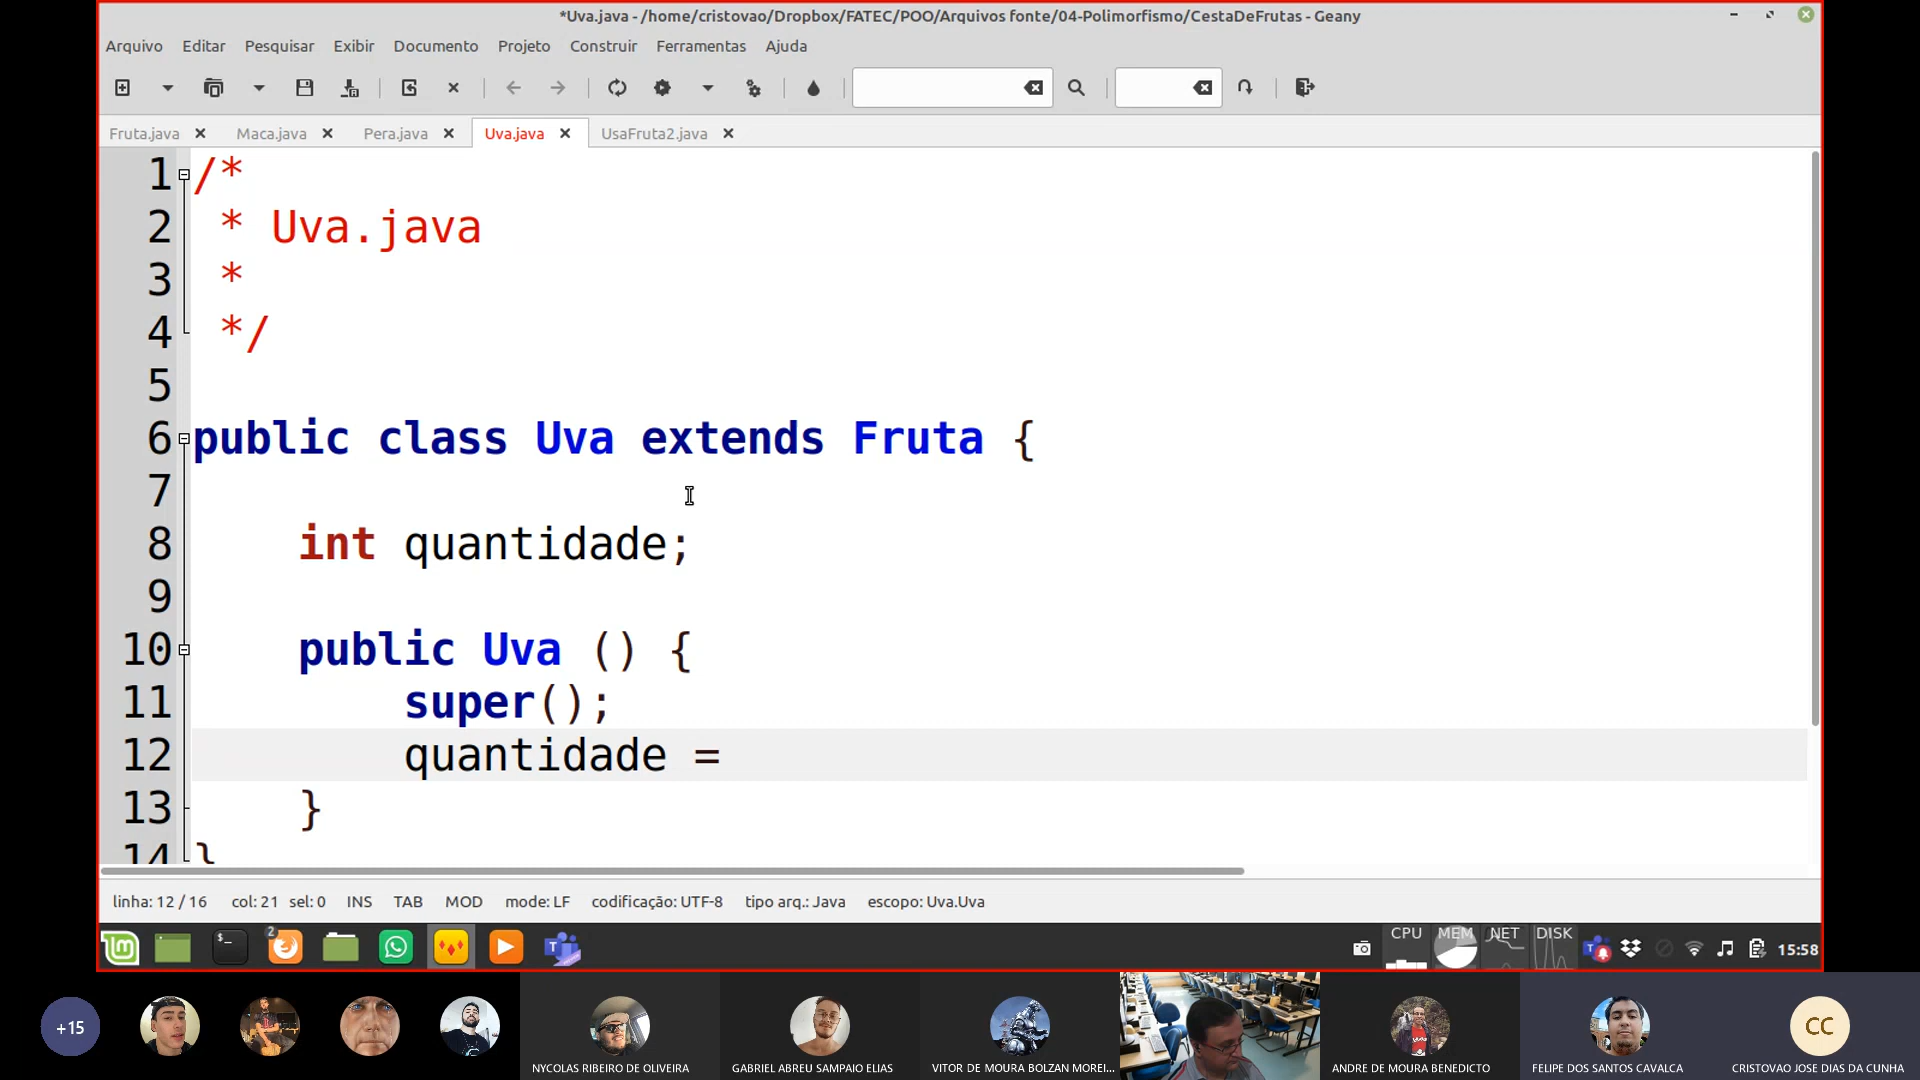 *Uva.java - /home/cristovao/Dropbox/FATEC/POO/Arquivos fonte/04-Polimorfismo/CestaDeFrutas - Geany
Arquivo Editar Pesquisar Exibir Documento Projeto Construir Ferramentas Ajuda
Fruta.java Maca.java Pera.java Uva.java UsaFruta2.java
1 /*
2 * Uva.java
3 *
4 */
5
6 public class Uva extends Fruta {
7
8 int quantidade;
9
10 public Uva () {
11 super();
12 quantidade =
13 }
14 }
linha: 12 / 16 col: 21 sel: 0 INS TAB MOD mode: LF codificação: UTF-8 tipo arq.: Java escopo: Uva.Uva
2 CPU MEM NET DISK 15:58
+15 CC
NYCOLAS RIBEIRO DE OLIVEIRA GABRIEL ABREU SAMPAIO ELIAS VITOR DE MOURA BOLZAN MOREI... ANDRE DE MOURA BENEDICTO FELIPE DOS SANTOS CAVALCA CRISTOVAO JOSE DIAS DA CUNHA